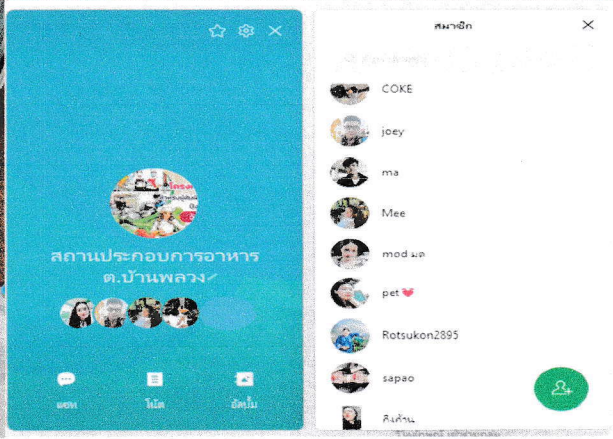 สถานประกอบการอาหาร
ต.บ้านพลวง
แชท
โน้ต
อัลบั้ม
สมาชิก
COKE
joey
ma
Mee
mod มด
pet
Rotsukon2895
sapao